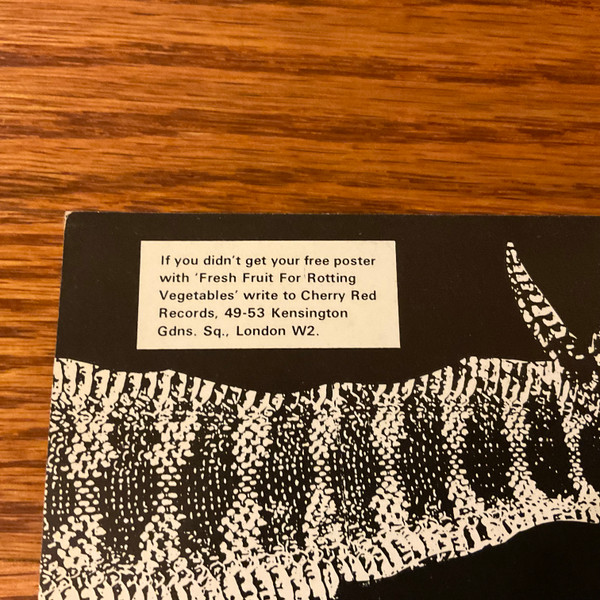 If you didn't get your free poster
with 'Fresh Fruit For Rotting
Vegetables' write to Cherry Red
Records, 49-53 Kensington
Gdns. Sq., London W2.